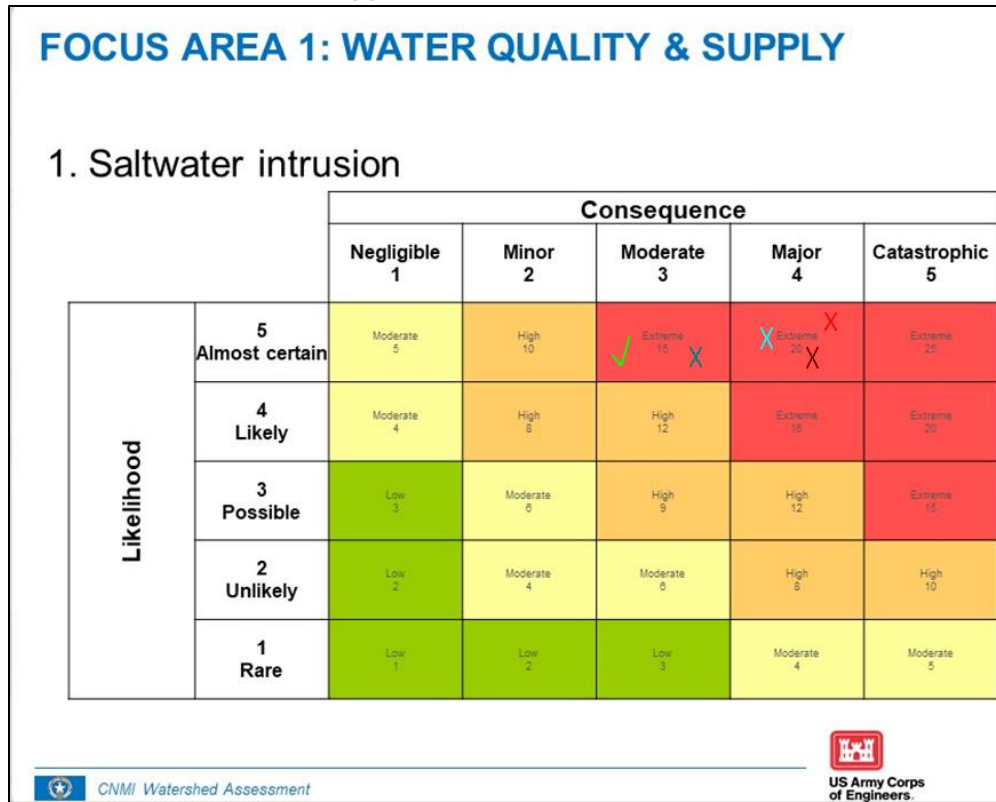 FOCUS AREA 1: WATER QUALITY & SUPPLY
1. Saltwater intrusion
Consequence
Negligible Minor Moderate Major Catastrophic
1 2 3 4 5
Likelihood
5
Almost certain
Moderate High Extreme Extreme Extreme
5 10 15 20 25
4
Likely
Moderate High High Extreme Extreme
4 8 12 16 20
3
Possible
Low Moderate High High Extreme
3 6 9 12 15
2
Unlikely
Low Moderate Moderate High High
2 4 6 8 10
1
Rare
Low Low Low Moderate Moderate
1 2 3 4 5
CNMI Watershed Assessment
US Army Corps
of Engineers.